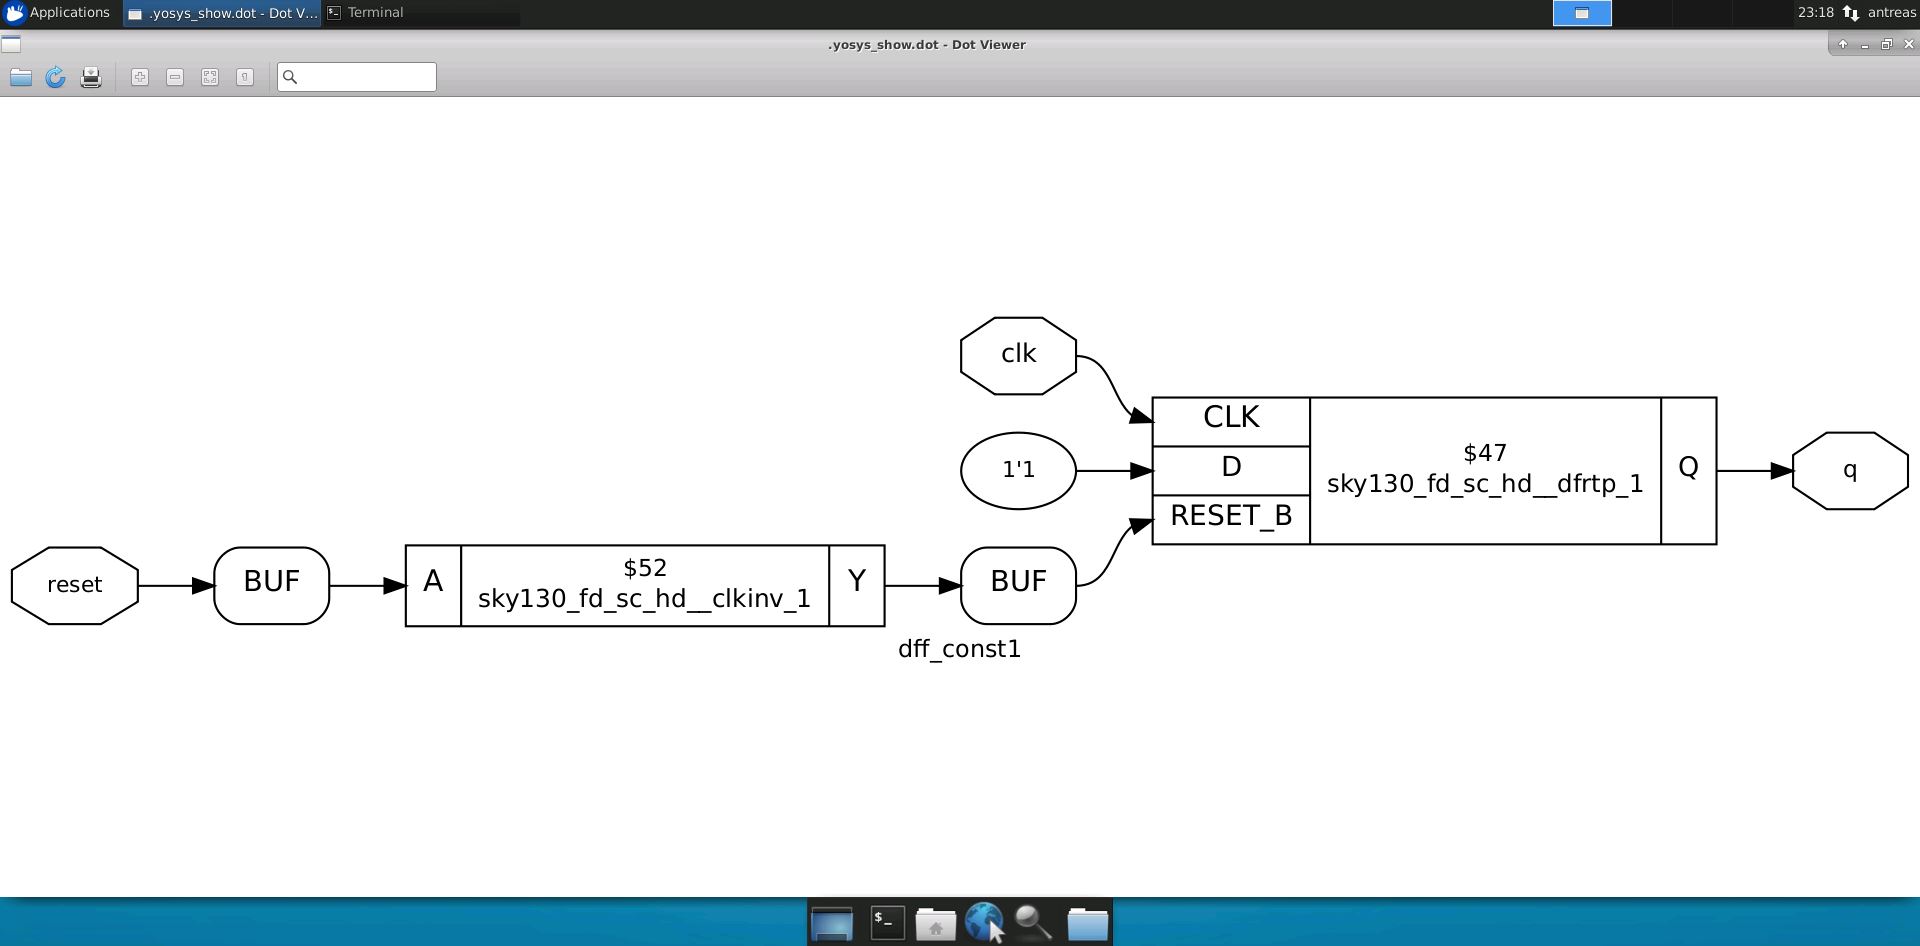 Applications
.yosys_show.dot - Dot V...
Terminal
23:18
antreas
.yosys_show.dot - Dot Viewer
clk
CLK
1'1
D
$47
sky130_fd_sc_hd__dfrtp_1
Q
q
RESET_B
reset
BUF
A
$52
sky130_fd_sc_hd__clkinv_1
Y
BUF
dff_const1
$_